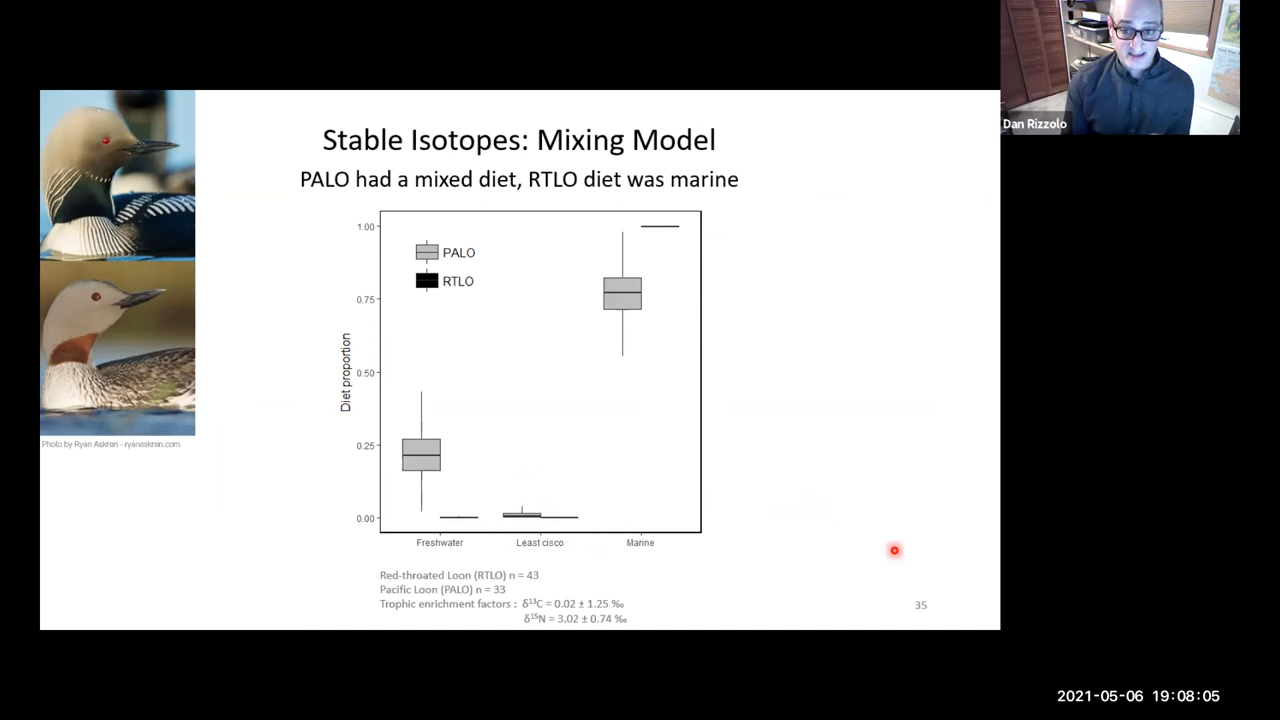 Dan Rizzolo
Stable Isotopes: Mixing Model
PALO had a mixed diet, RTLO diet was marine
1.00
PALO
RTLO
0.75
Diet proportion
0.50
0.25
0.00
Freshwater Least cisco Marine
Photo by Ryan Askren - ryanaskren.com
Red-throated Loon (RTLO) n = 43
Pacific Loon (PALO) n = 33
Trophic enrichment factors : δ¹³C = 0.02 ± 1.25 ‰
δ¹⁵N = 3.02 ± 0.74 ‰
35
2021-05-06 19:08:05